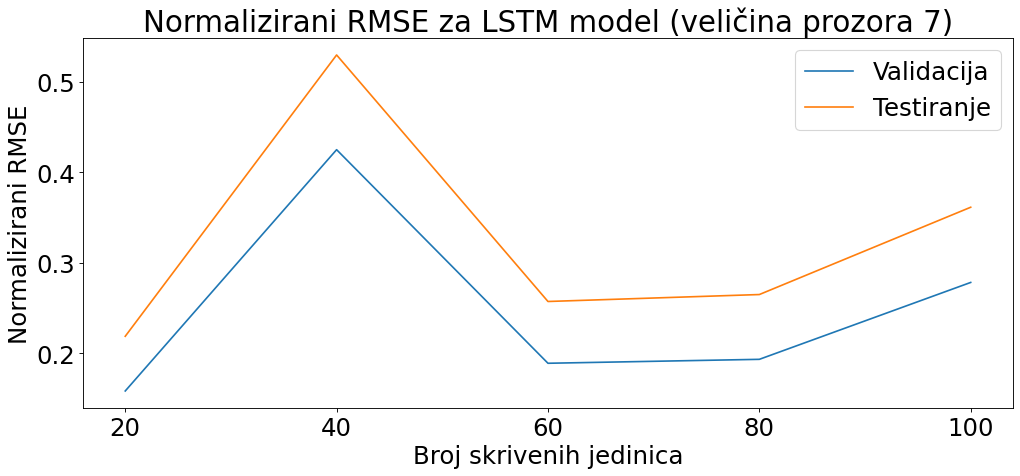 Normalizirani RMSE za LSTM model (veličina prozora 7)
Validacija
Testiranje
Normalizirani RMSE
0.5
0.4
0.3
0.2
20 40 60 80 100
Broj skrivenih jedinica